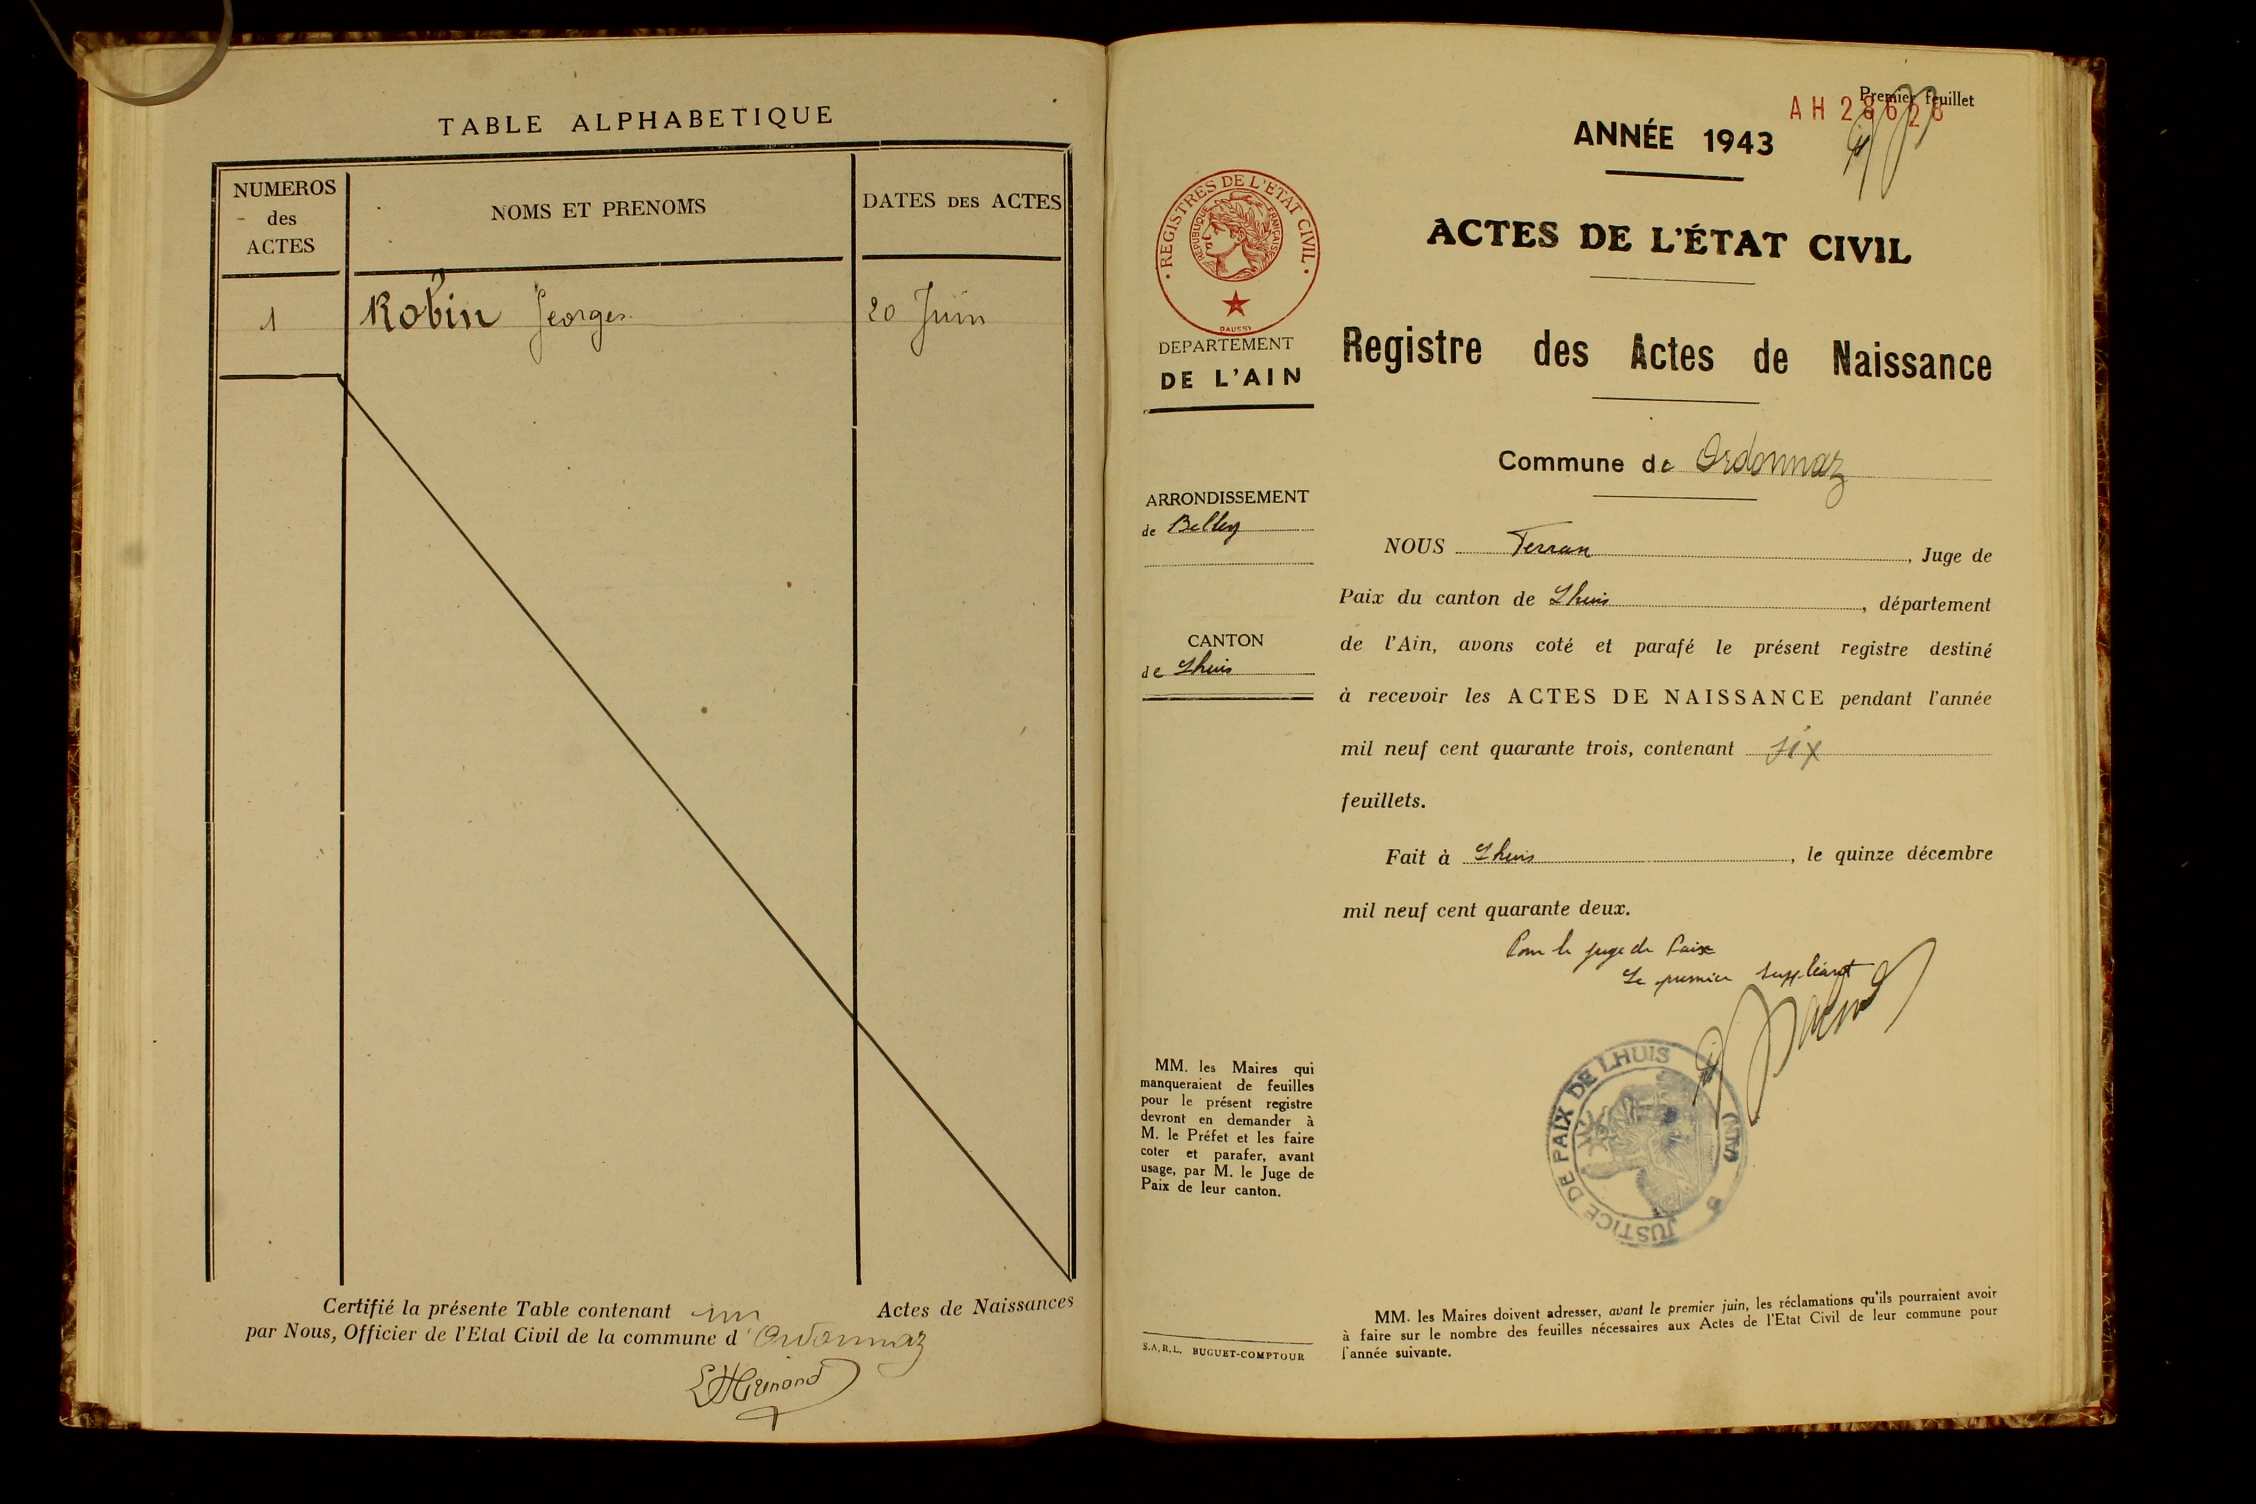 TABLE ALPHABETIQUE
NUMEROS
des
ACTES
NOMS ET PRENOMS
DATES DES ACTES
1 Robin Georges 20 Juin
Certifié la présente Table contenant un Actes de Naissances
par Nous, Officier de l'Etat Civil de la commune d'Ordonnaz
Premier feuillet
AH 28628
ANNÉE 1943
ACTES DE L'ÉTAT CIVIL
REGISTRES DE L'ETAT CIVIL
REPUBLIQUE FRANÇAISE
DEPARTEMENT
DE L'AIN
Registre des Actes de Naissance
Commune de Ordonnaz
ARRONDISSEMENT
de Belley
CANTON
de Lhuis
NOUS Ferran, Juge de
Paix du canton de Lhuis, département
de l'Ain, avons coté et parafé le présent registre destiné
à recevoir les ACTES DE NAISSANCE pendant l'année
mil neuf cent quarante trois, contenant six
feuillets.
Fait à Lhuis, le quinze décembre
mil neuf cent quarante deux.
Pour le juge de Paix
Le premier suppléant
JUSTICE DE PAIX DE LHUIS (AIN)
MM. les Maires qui
manqueraient de feuilles
pour le présent registre
devront en demander à
M. le Préfet et les faire
coter et parafer, avant
usage, par M. le Juge de
Paix de leur canton.
S.A.R.L. BUGUET-COMPTOUR
MM. les Maires doivent adresser, avant le premier juin, les réclamations qu'ils pourraient avoir
à faire sur le nombre des feuilles nécessaires aux Actes de l'Etat Civil de leur commune pour
l'année suivante.